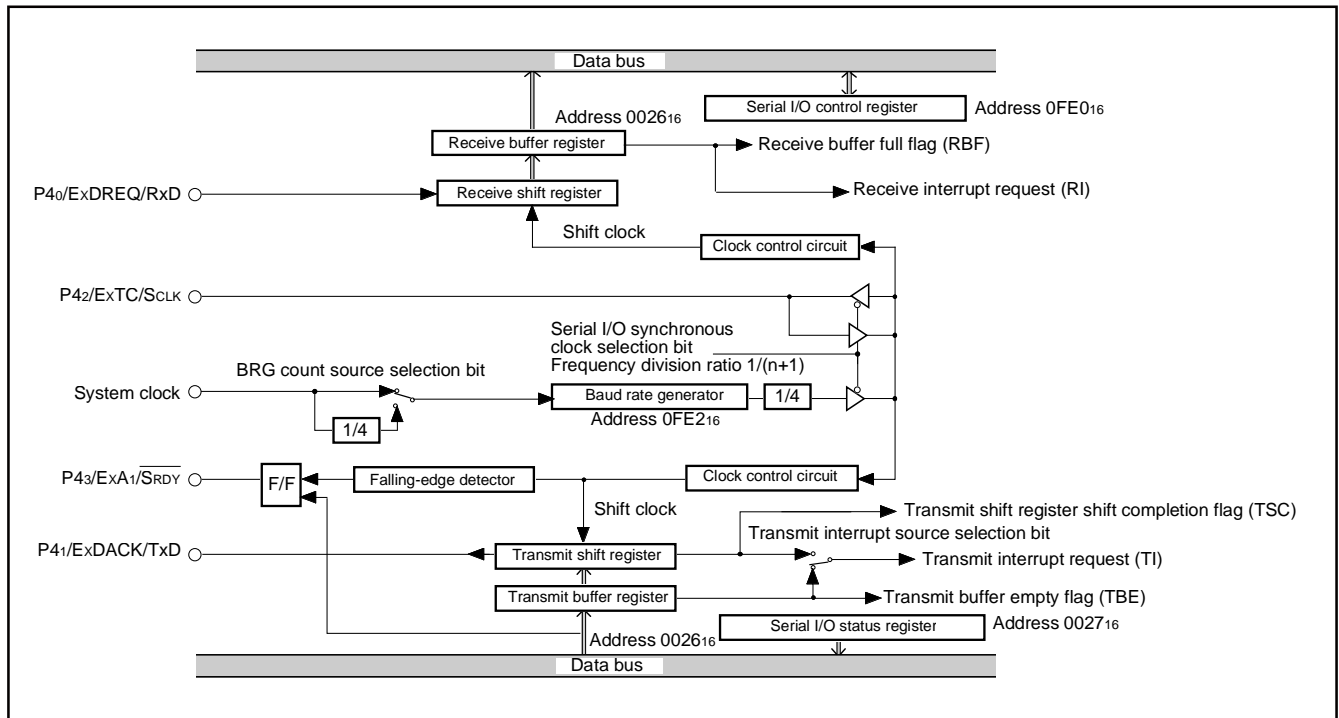 Data bus
Serial I/O control register
Address 0FE016
Address 002616
Receive buffer register
Receive buffer full flag (RBF)
P40/EXDREQ/RxD
Receive shift register
Receive interrupt request (RI)
Shift clock
Clock control circuit
P42/EXTC/SCLK
Serial I/O synchronous
clock selection bit
Frequency division ratio 1/(n+1)
BRG count source selection bit
System clock
Baud rate generator
1/4
Address 0FE216
1/4
P43/EXA1/SRDY
F/F
Falling-edge detector
Clock control circuit
Shift clock
Transmit shift register shift completion flag (TSC)
Transmit interrupt source selection bit
P41/EXDACK/TxD
Transmit shift register
Transmit interrupt request (TI)
Transmit buffer register
Transmit buffer empty flag (TBE)
Address 002616
Serial I/O status register
Address 002716
Data bus